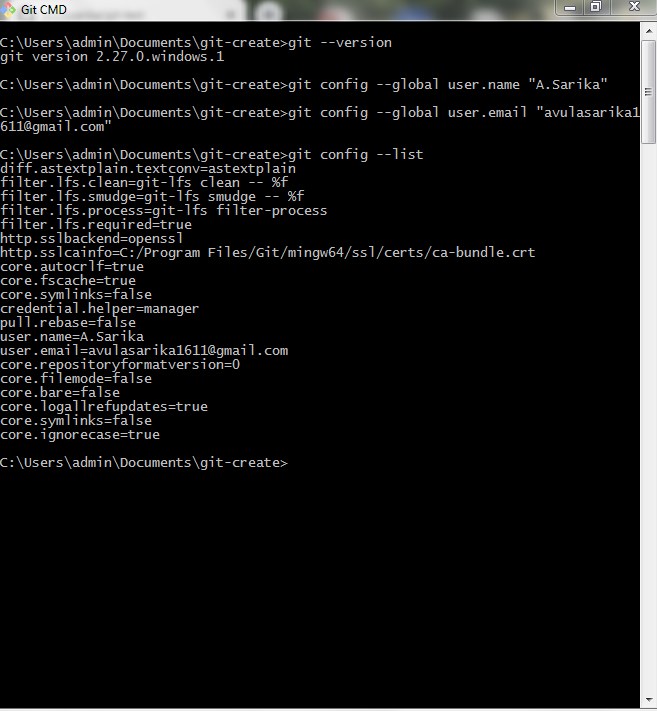 Git CMD
C:\Users\admin\Documents\git-create>git --version
git version 2.27.0.windows.1
C:\Users\admin\Documents\git-create>git config --global user.name "A.Sarika"
C:\Users\admin\Documents\git-create>git config --global user.email "avulasarika1
611@gmail.com"
C:\Users\admin\Documents\git-create>git config --list
diff.astextplain.textconv=astextplain
filter.lfs.clean=git-lfs clean -- %f
filter.lfs.smudge=git-lfs smudge -- %f
filter.lfs.process=git-lfs filter-process
filter.lfs.required=true
http.sslbackend=openssl
http.sslcainfo=C:/Program Files/Git/mingw64/ssl/certs/ca-bundle.crt
core.autocrlf=true
core.fscache=true
core.symlinks=false
credential.helper=manager
pull.rebase=false
user.name=A.Sarika
user.email=avulasarika1611@gmail.com
core.repositoryformatversion=0
core.filemode=false
core.bare=false
core.logallrefupdates=true
core.symlinks=false
core.ignorecase=true
C:\Users\admin\Documents\git-create>